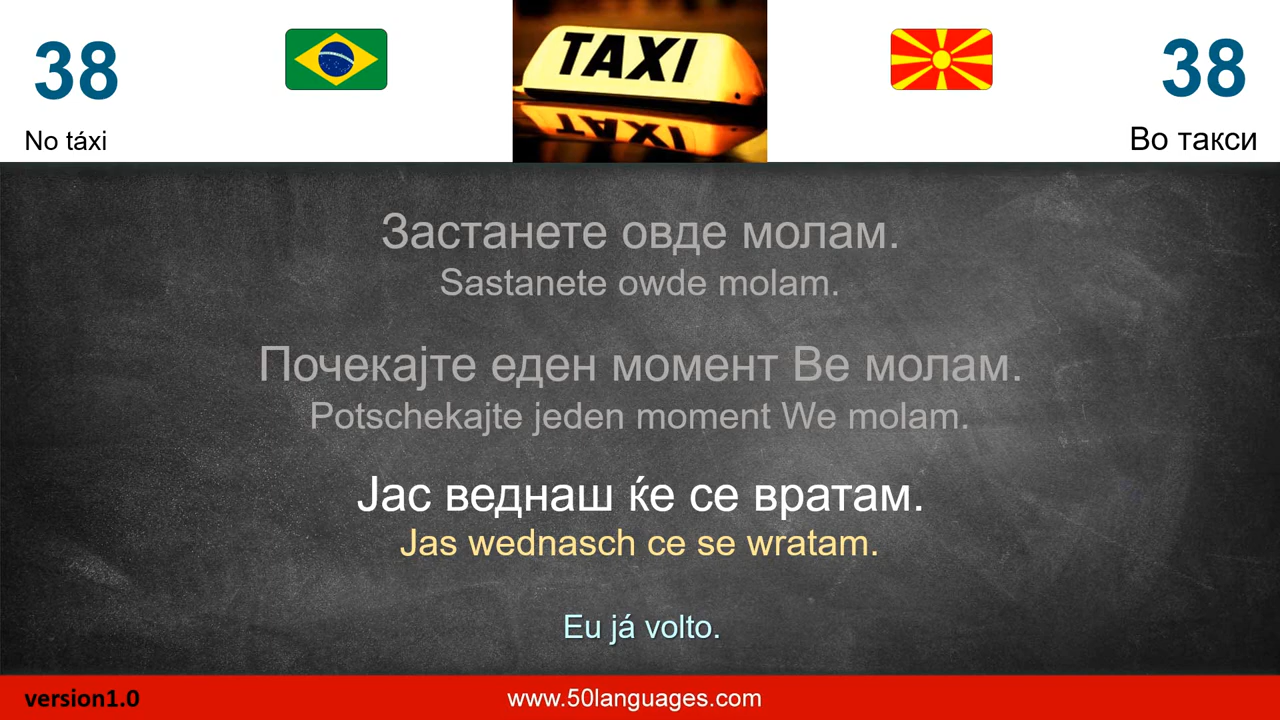 38
38
No táxi
TAXI
Во такси
Застанете овде молам.
Sastanete owde molam.
Почекајте еден момент Ве молам.
Potschekajte jeden moment We molam.
Јас веднаш ќе се вратам.
Jas wednasch ce se wratam.
Eu já volto.
version1.0
www.50languages.com